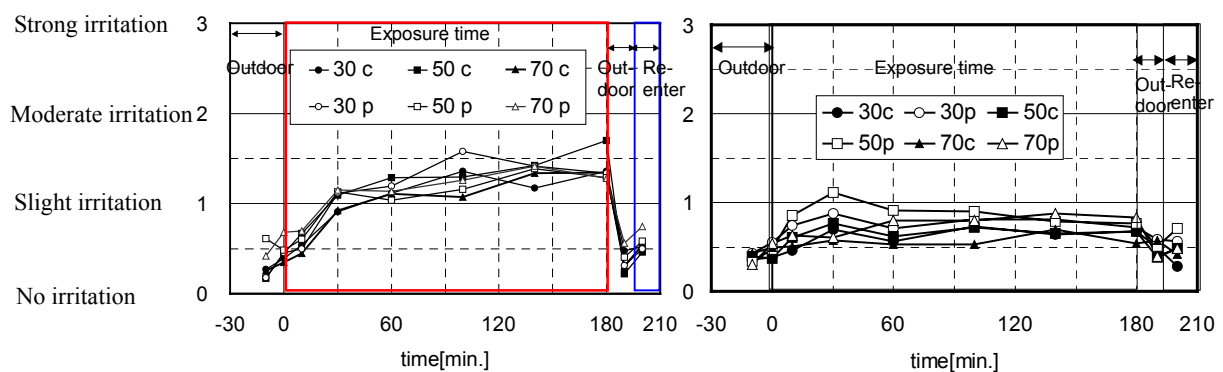 Strong irritation
Moderate irritation
Slight irritation
No irritation
3
2
1
0
Exposure time
Outdoor
Out-
door
Re-
enter
30 c 50 c 70 c
30 p 50 p 70 p
-30 0 60 120 180 210
time[min.]
3
2
1
0
Outdoor
Exposure time
Out-
door
Re-
enter
30c 30p 50c
50p 70c 70p
-30 0 60 120 180 210
time[min.]